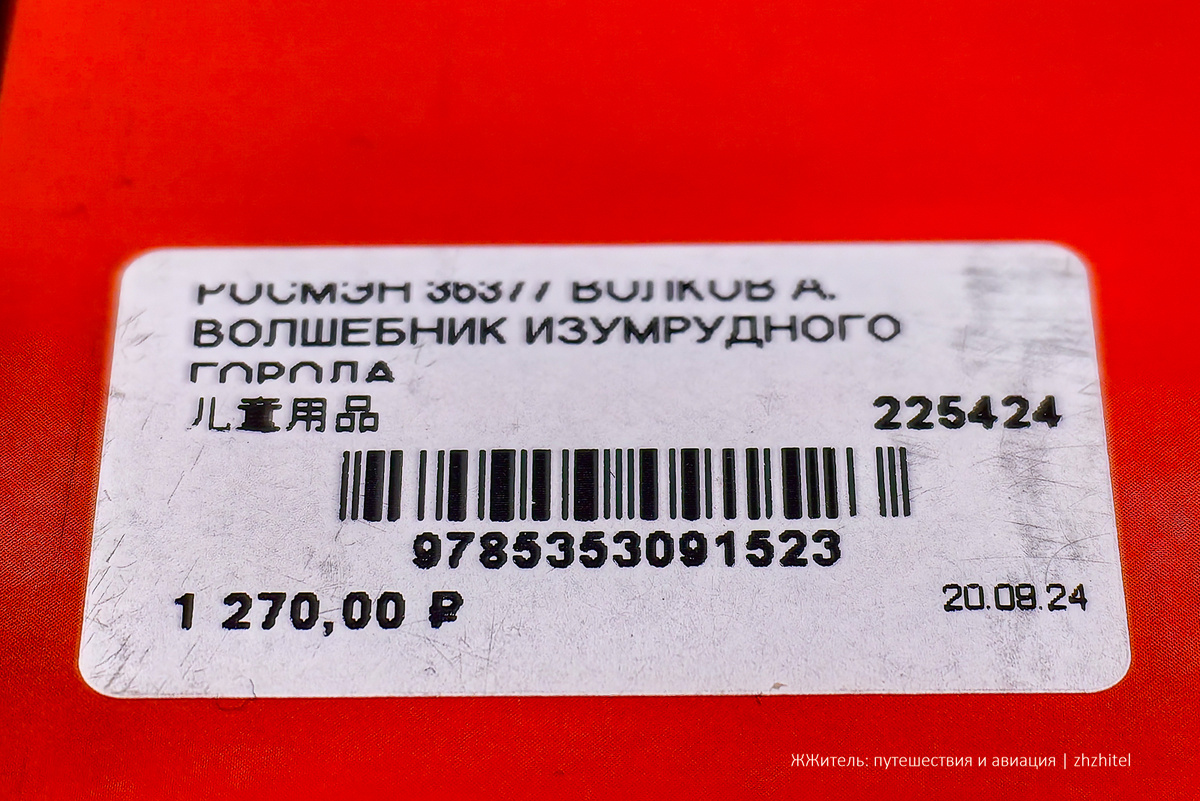 РОСМЭН 36377 ВОЛКОВ А.
ВОЛШЕБНИК ИЗУМРУДНОГО
ГОРОДА
儿童用品 225424
9785353091523
1 270,00 ₽ 20.09.24
ЖЖитель: путешествия и авиация | zhzhitel